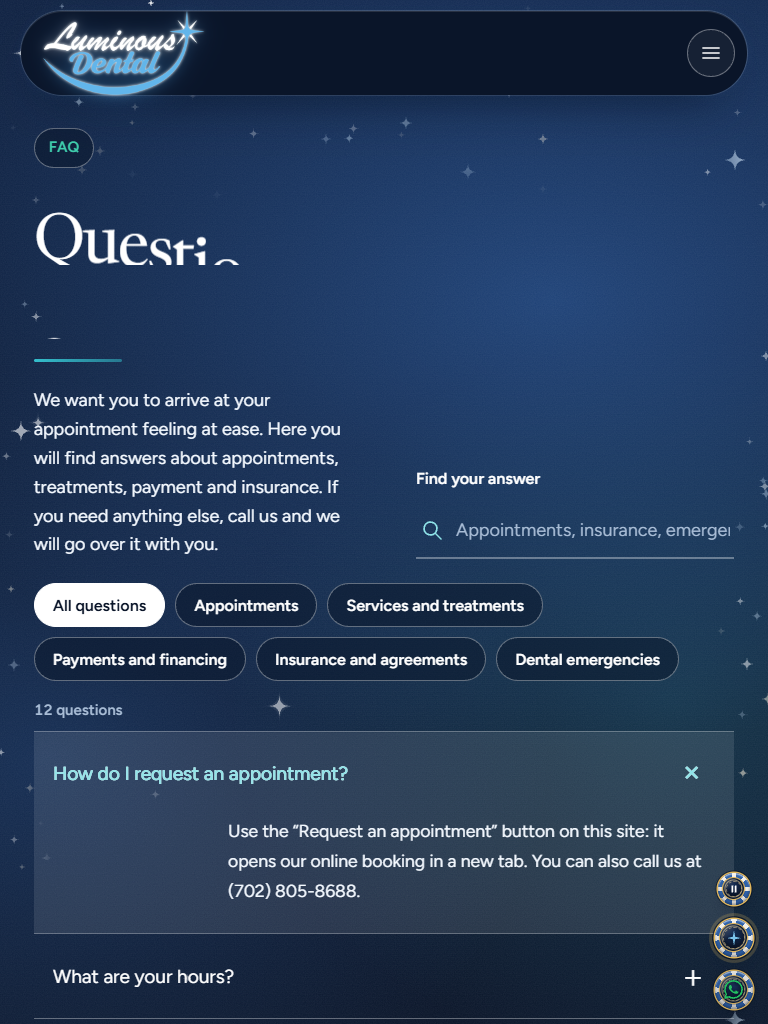 Luminous
Dental
FAQ
We want you to arrive at your
appointment feeling at ease. Here you
will find answers about appointments,
treatments, payment and insurance. If
you need anything else, call us and we
will go over it with you.
Find your answer
Appointments, insurance,
All questions
Appointments
Services and treatments
Payments and financing
Insurance and agreements
Dental emergencies
12 questions
How do I request an appointment?
Use the “Request an appointment” button on this site: it
opens our online booking in a new tab. You can also call us at
(702) 805-8688.
What are your hours?